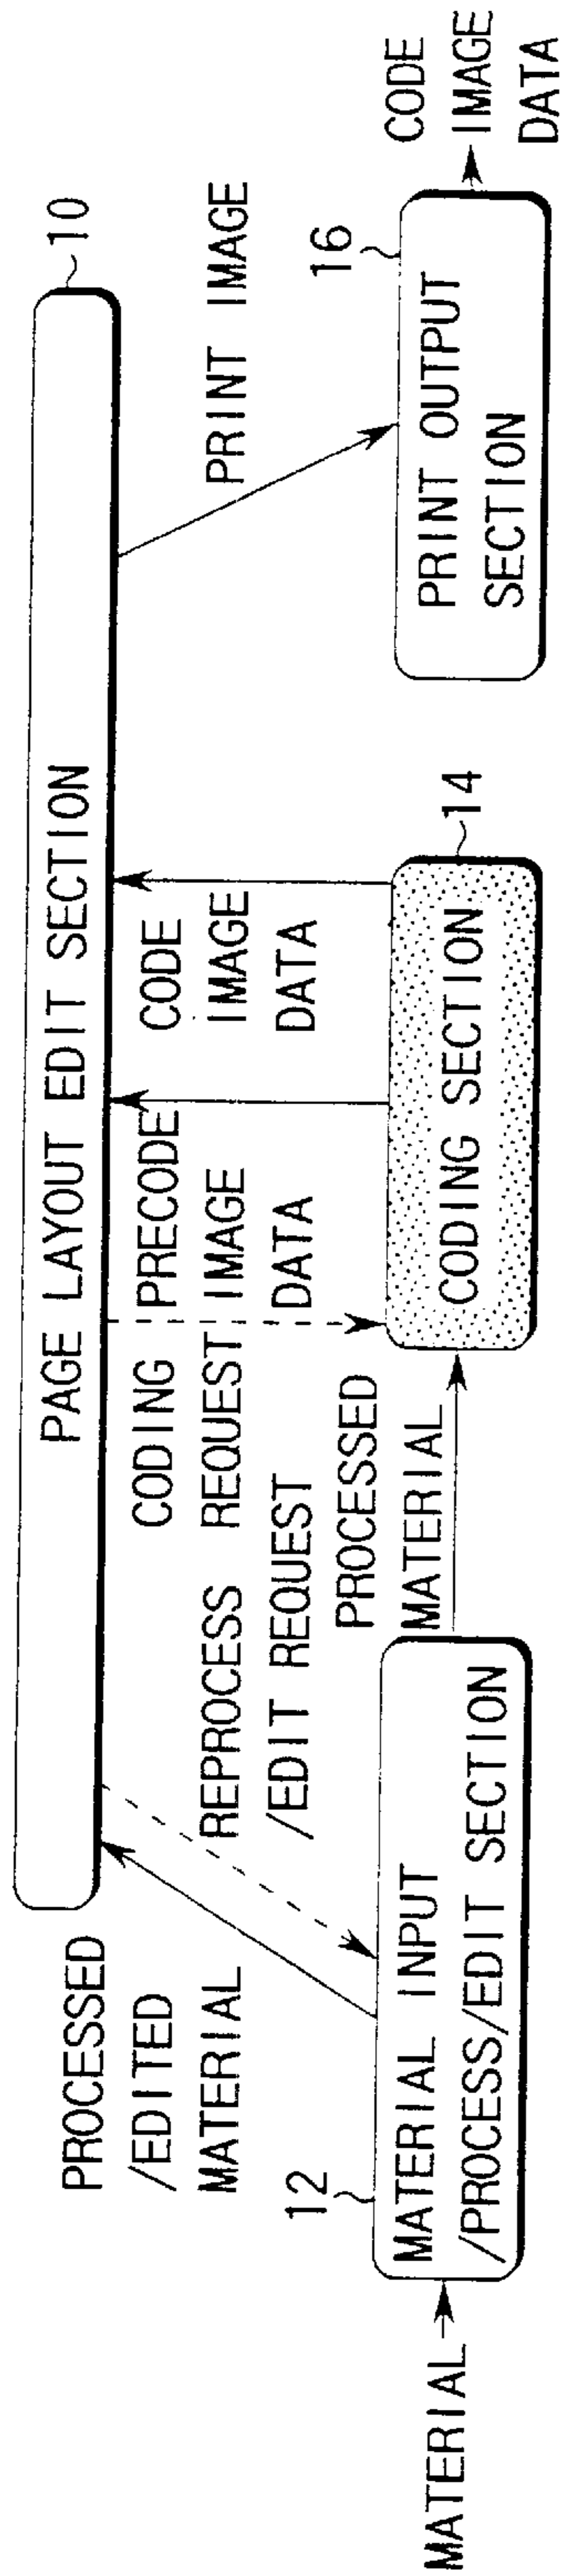 10
PAGE LAYOUT EDIT SECTION
PROCESSED
/EDITED
MATERIAL
REPROCESS
/EDIT REQUEST
CODING
REQUEST
PRECODE
IMAGE
DATA
CODE
IMAGE
DATA
PRINT IMAGE
MATERIAL
12
MATERIAL INPUT
/PROCESS/EDIT SECTION
PROCESSED
MATERIAL
14
CODING SECTION
16
PRINT OUTPUT
SECTION
CODE
IMAGE
DATA